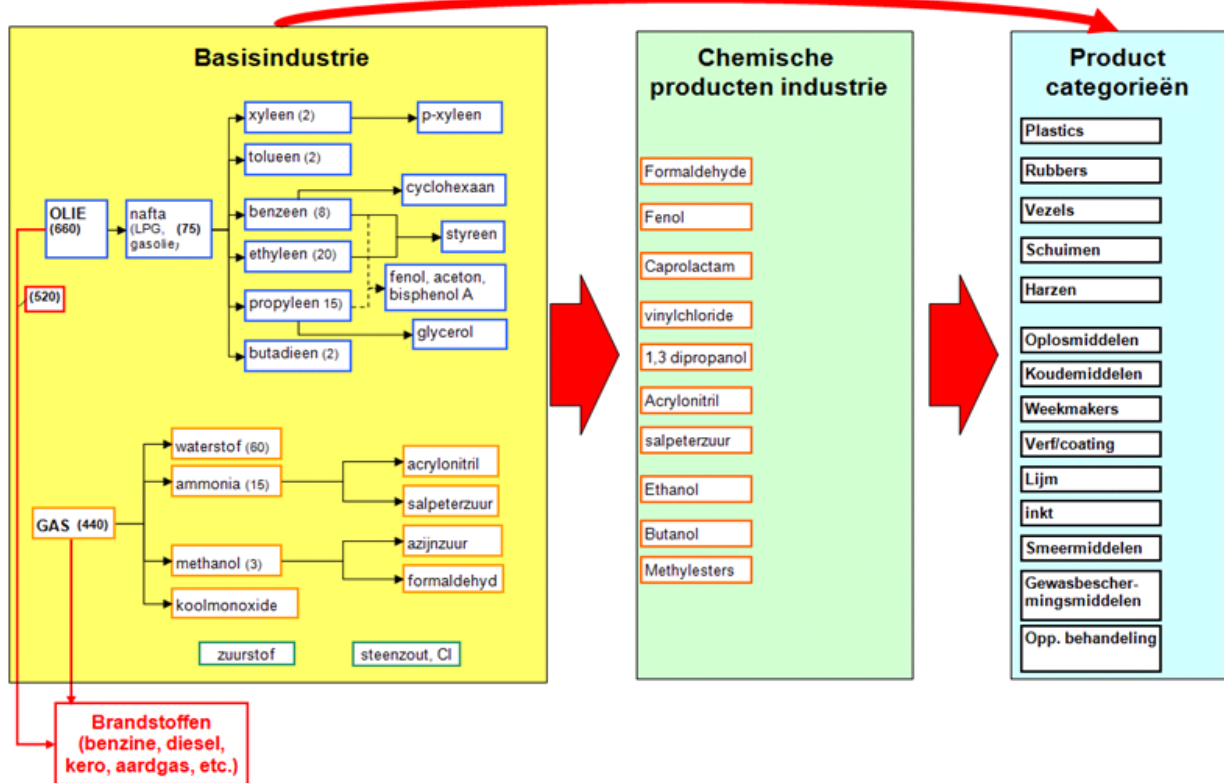 Basisindustrie
xyleen (2)
p-xyleen
tolueen (2)
cyclohexaan
benzeen (8)
OLIE
(660)
nafta
(LPG, (75)
gasolie)
styreen
ethyleen (20)
fenol, aceton,
bisphenol A
(520)
propyleen 15)
glycerol
butadieen (2)
waterstof (60)
acrylonitril
ammonia (15)
salpeterzuur
GAS (440)
azijnzuur
methanol (3)
formaldehyd
koolmonoxide
zuurstof
steenzout, Cl
Brandstoffen
(benzine, diesel,
kero, aardgas, etc.)
Chemische
producten industrie
Formaldehyde
Fenol
Caprolactam
vinylchloride
1,3 dipropanol
Acrylonitril
salpeterzuur
Ethanol
Butanol
Methylesters
Product
categorieën
Plastics
Rubbers
Vezels
Schuimen
Harzen
Oplosmiddelen
Koudemiddelen
Weekmakers
Verf/coating
Lijm
inkt
Smeermiddelen
Gewasbescher-
mingsmiddelen
Opp. behandeling